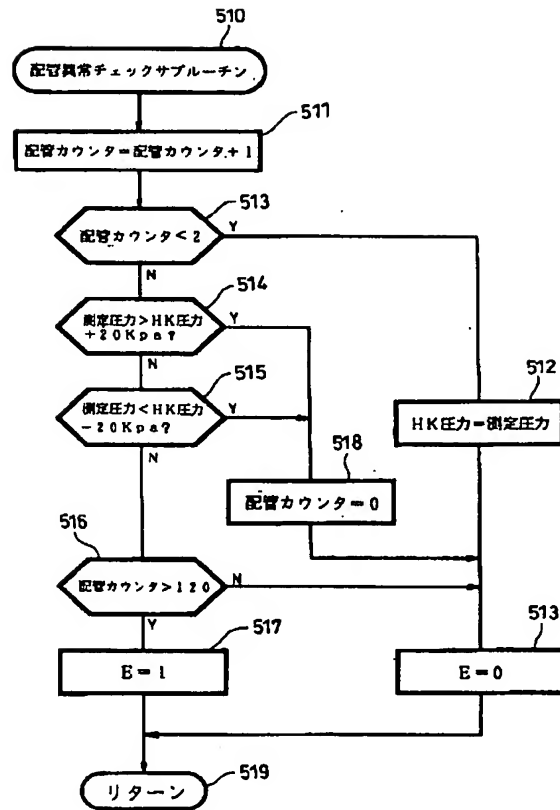 510
配管異常チェックサブルーチン
511
配管カウンタ=配管カウンタ+1
513
配管カウンタ<2
Y
N
514
測定圧力>HK圧力
+20Kpa?
Y
N
515
測定圧力<HK圧力
-20Kpa?
Y
N
512
HK圧力=測定圧力
518
配管カウンタ=0
516
配管カウンタ>120
N
Y
517
E=1
513
E=0
リターン
519